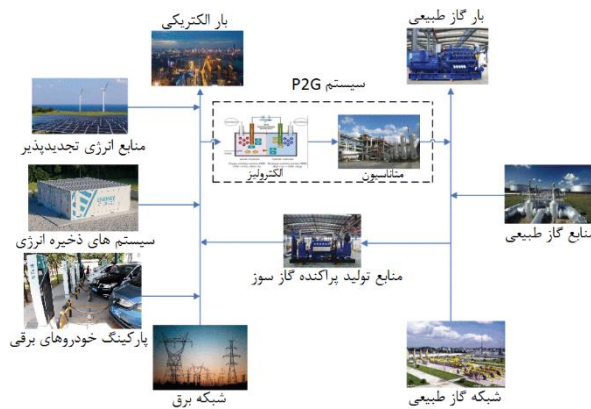 بار الکتریکی
بار گاز طبیعی
سیستم P2G
منابع انرژی تجدیدپذیر
الکترولیز
متاناسیون
سیستم های ذخیره انرژی
منابع تولید پراکنده گاز سوز
منابع گاز طبیعی
پارکینگ خودروهای برقی
شبکه برق
شبکه گاز طبیعی